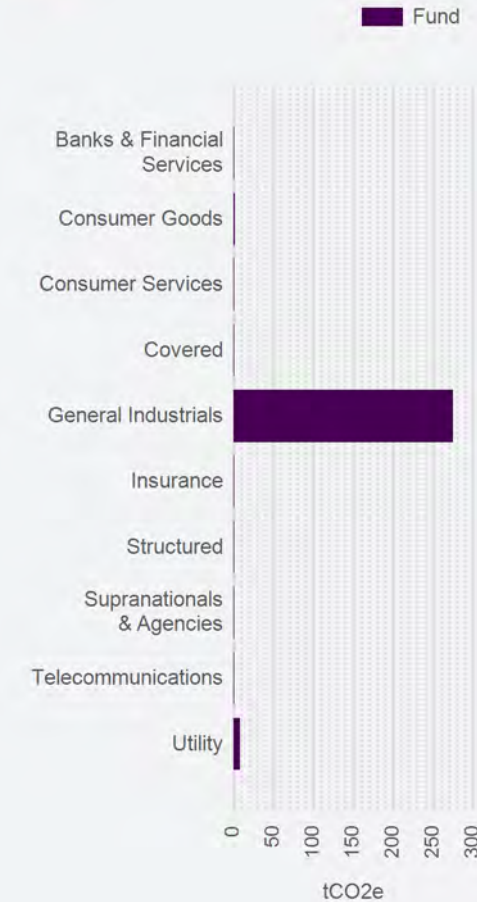 Fund
Banks & Financial
Services
Consumer Goods
Consumer Services
Covered
General Industrials
Insurance
Structured
Supranationals
& Agencies
Telecommunications
Utility
0
50
100
150
200
250
300
tCO2e